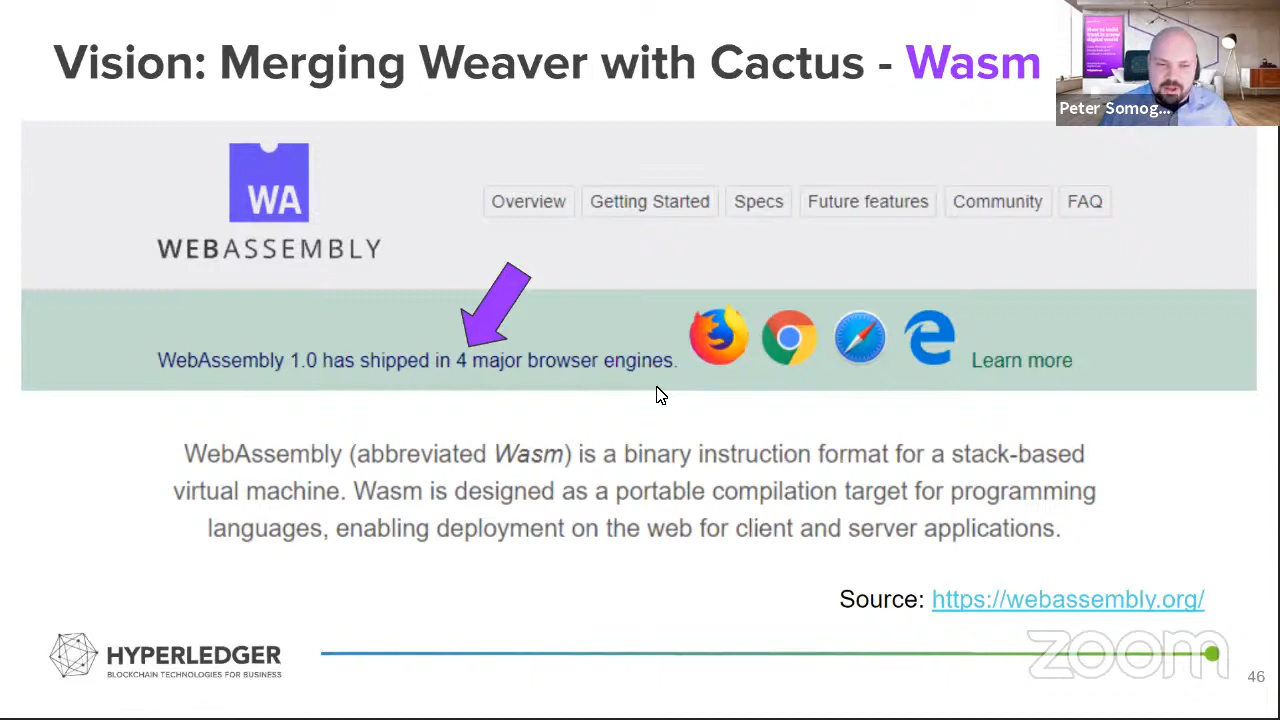 Vision: Merging Weaver with Cactus - Wasm
Peter Somog...
WA
WEBASSEMBLY
Overview
Getting Started
Specs
Future features
Community
FAQ
WebAssembly 1.0 has shipped in 4 major browser engines.
Learn more
WebAssembly (abbreviated Wasm) is a binary instruction format for a stack-based
virtual machine. Wasm is designed as a portable compilation target for programming
languages, enabling deployment on the web for client and server applications.
Source: https://webassembly.org/
HYPERLEDGER
BLOCKCHAIN TECHNOLOGIES FOR BUSINESS
zoom
46